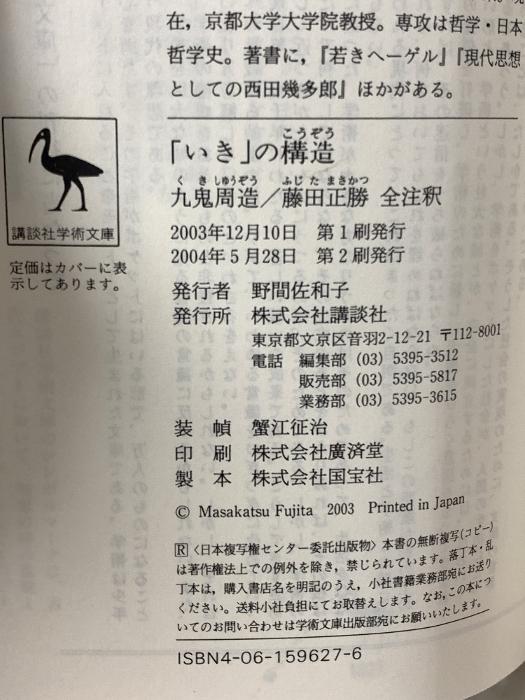 在，京都大学大学院教授。専攻は哲学・日本
哲学史。著書に，『若きヘーゲル』『現代思想
としての西田幾多郎』ほかがある。
講談社学術文庫
定価はカバーに表
示してあります。
こうぞう
「いき」の構造
くきしゅうぞう　ふじたまさかつ
九鬼周造／藤田正勝 全注釈
2003年12月10日　第1刷発行
2004年5月28日　第2刷発行
発行者　野間佐和子
発行所　株式会社講談社
東京都文京区音羽2-12-21 〒112-8001
電話　編集部 (03) 5395-3512
販売部 (03) 5395-5817
業務部 (03) 5395-3615
装　幀　蟹江征治
印　刷　株式会社廣済堂
製　本　株式会社国宝社
© Masakatsu Fujita 2003 Printed in Japan
R〈日本複写権センター委託出版物〉本書の無断複写(コピー)
は著作権法上での例外を除き，禁じられています。落丁本・乱
丁本は，購入書店名を明記のうえ，小社書籍業務部宛にお送り
ください。送料小社負担にてお取替えします。なお，この本につ
いてのお問い合わせは学術文庫出版部宛にお願いいたします。
ISBN4-06-159627-6